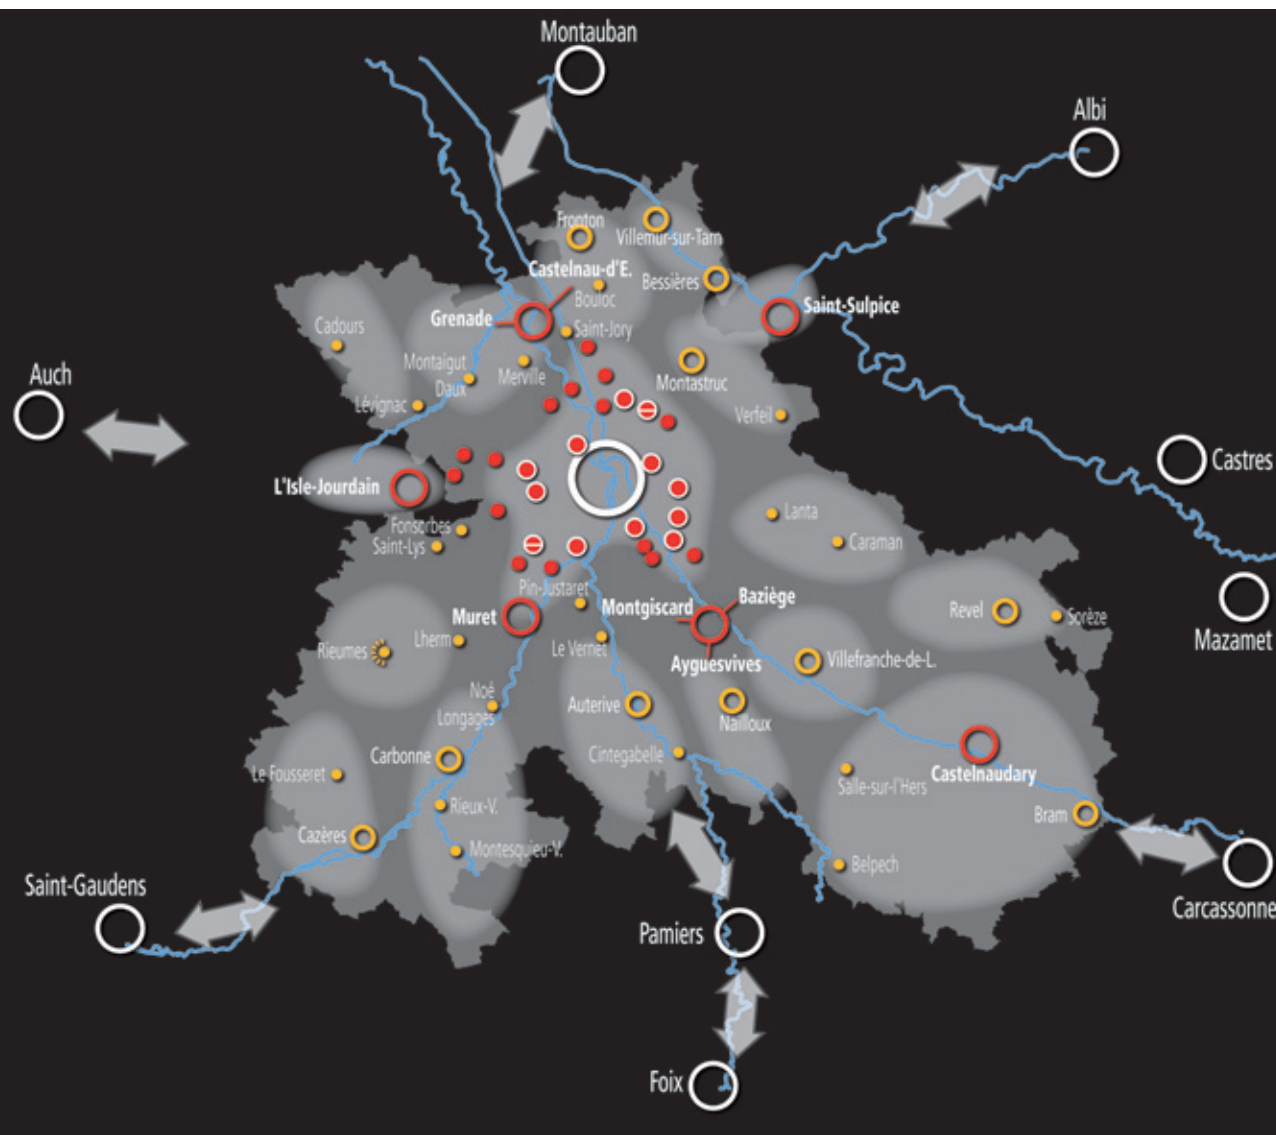 Montauban
Albi
Fronton
Villemur-sur-Tarn
Castelnau-d'E.
Bessières
Bouloc
Saint-Sulpice
Grenade
Cadours
Saint-Jory
Montaigut
Daux
Merville
Montastruc
Auch
Lévignac
Verfeil
Castres
L'Isle-Jourdain
Lanta
Fonsorbes
Saint-Lys
Caraman
Pin-Justaret
Baziège
Montgiscard
Muret
Revel
Sorèze
Mazamet
Lherm
Rieumes
Le Vernet
Ayguesvives
Villefranche-de-L.
Noé
Longages
Auterive
Nailloux
Carbonne
Cintegabelle
Le Fousseret
Castelnaudary
Salle-sur-l'Hers
Rieux-V.
Bram
Cazères
Montesquieu-V.
Belpech
Saint-Gaudens
Carcassonne
Pamiers
Foix